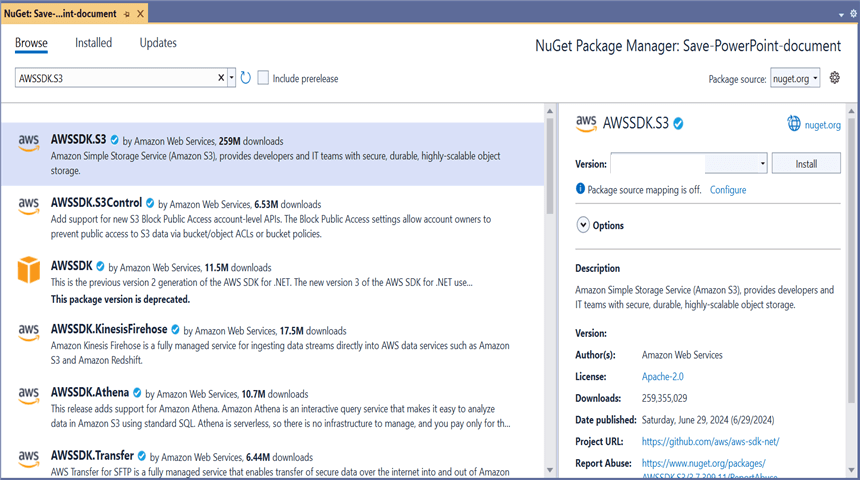 NuGet: Save-...int-document
Browse
Installed
Updates
NuGet Package Manager: Save-PowerPoint-document
AWSSDK.S3
Include prerelease
Package source: nuget.org
aws
AWSSDK.S3 by Amazon Web Services, 259M downloads
Amazon Simple Storage Service (Amazon S3), provides developers and IT teams with secure, durable, highly-scalable object
storage.
aws
AWSSDK.S3Control by Amazon Web Services, 6.53M downloads
Add support for new S3 Block Public Access account-level APIs. The Block Public Access settings allow account owners to
prevent public access to S3 data via bucket/object ACLs or bucket policies.
AWSSDK by Amazon Web Services, 11.5M downloads
This is the previous version 2 generation of the AWS SDK for .NET. The new version 3 of the AWS SDK for .NET use...
This package version is deprecated.
aws
AWSSDK.KinesisFirehose by Amazon Web Services, 17.5M downloads
Amazon Kinesis Firehose is a fully managed service for ingesting data streams directly into AWS data services such as Amazon
S3 and Amazon Redshift.
aws
AWSSDK.Athena by Amazon Web Services, 10.7M downloads
This release adds support for Amazon Athena. Amazon Athena is an interactive query service that makes it easy to analyze
data in Amazon S3 using standard SQL. Athena is serverless, so there is no infrastructure to manage, and you pay only for th...
aws
AWSSDK.Transfer by Amazon Web Services, 6.44M downloads
AWS Transfer for SFTP is a fully managed service that enables transfer of secure data over the internet into and out of Amazon
aws
AWSSDK.S3
nuget.org
Version:
Install
Package source mapping is off. Configure
Options
Description
Amazon Simple Storage Service (Amazon S3), provides developers and
IT teams with secure, durable, highly-scalable object storage.
Version:
Author(s): Amazon Web Services
License: Apache-2.0
Downloads: 259,355,029
Date published: Saturday, June 29, 2024 (6/29/2024)
Project URL: https://github.com/aws/aws-sdk-net/
Report Abuse: https://www.nuget.org/packages/
AWSSDK.S3/3.7.309.11/ReportAbuse